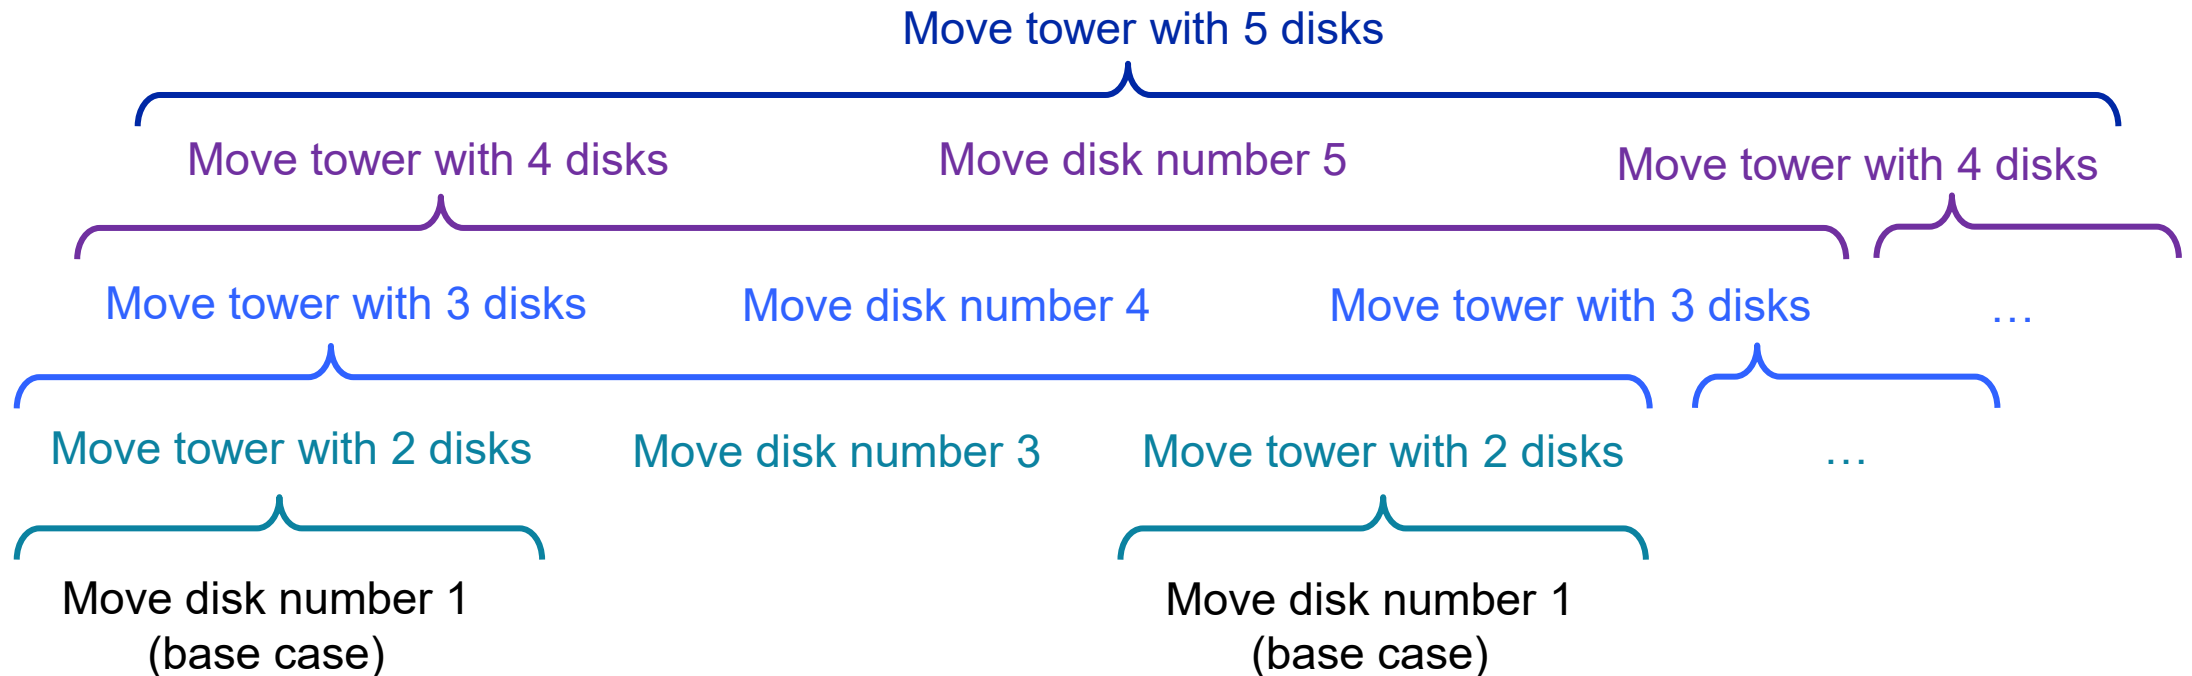 Move tower with 5 disks
Move tower with 4 disks
Move disk number 5
Move tower with 4 disks
Move tower with 3 disks
Move disk number 4
Move tower with 3 disks
…
Move tower with 2 disks
Move disk number 3
Move tower with 2 disks
…
Move disk number 1
(base case)
Move disk number 1
(base case)